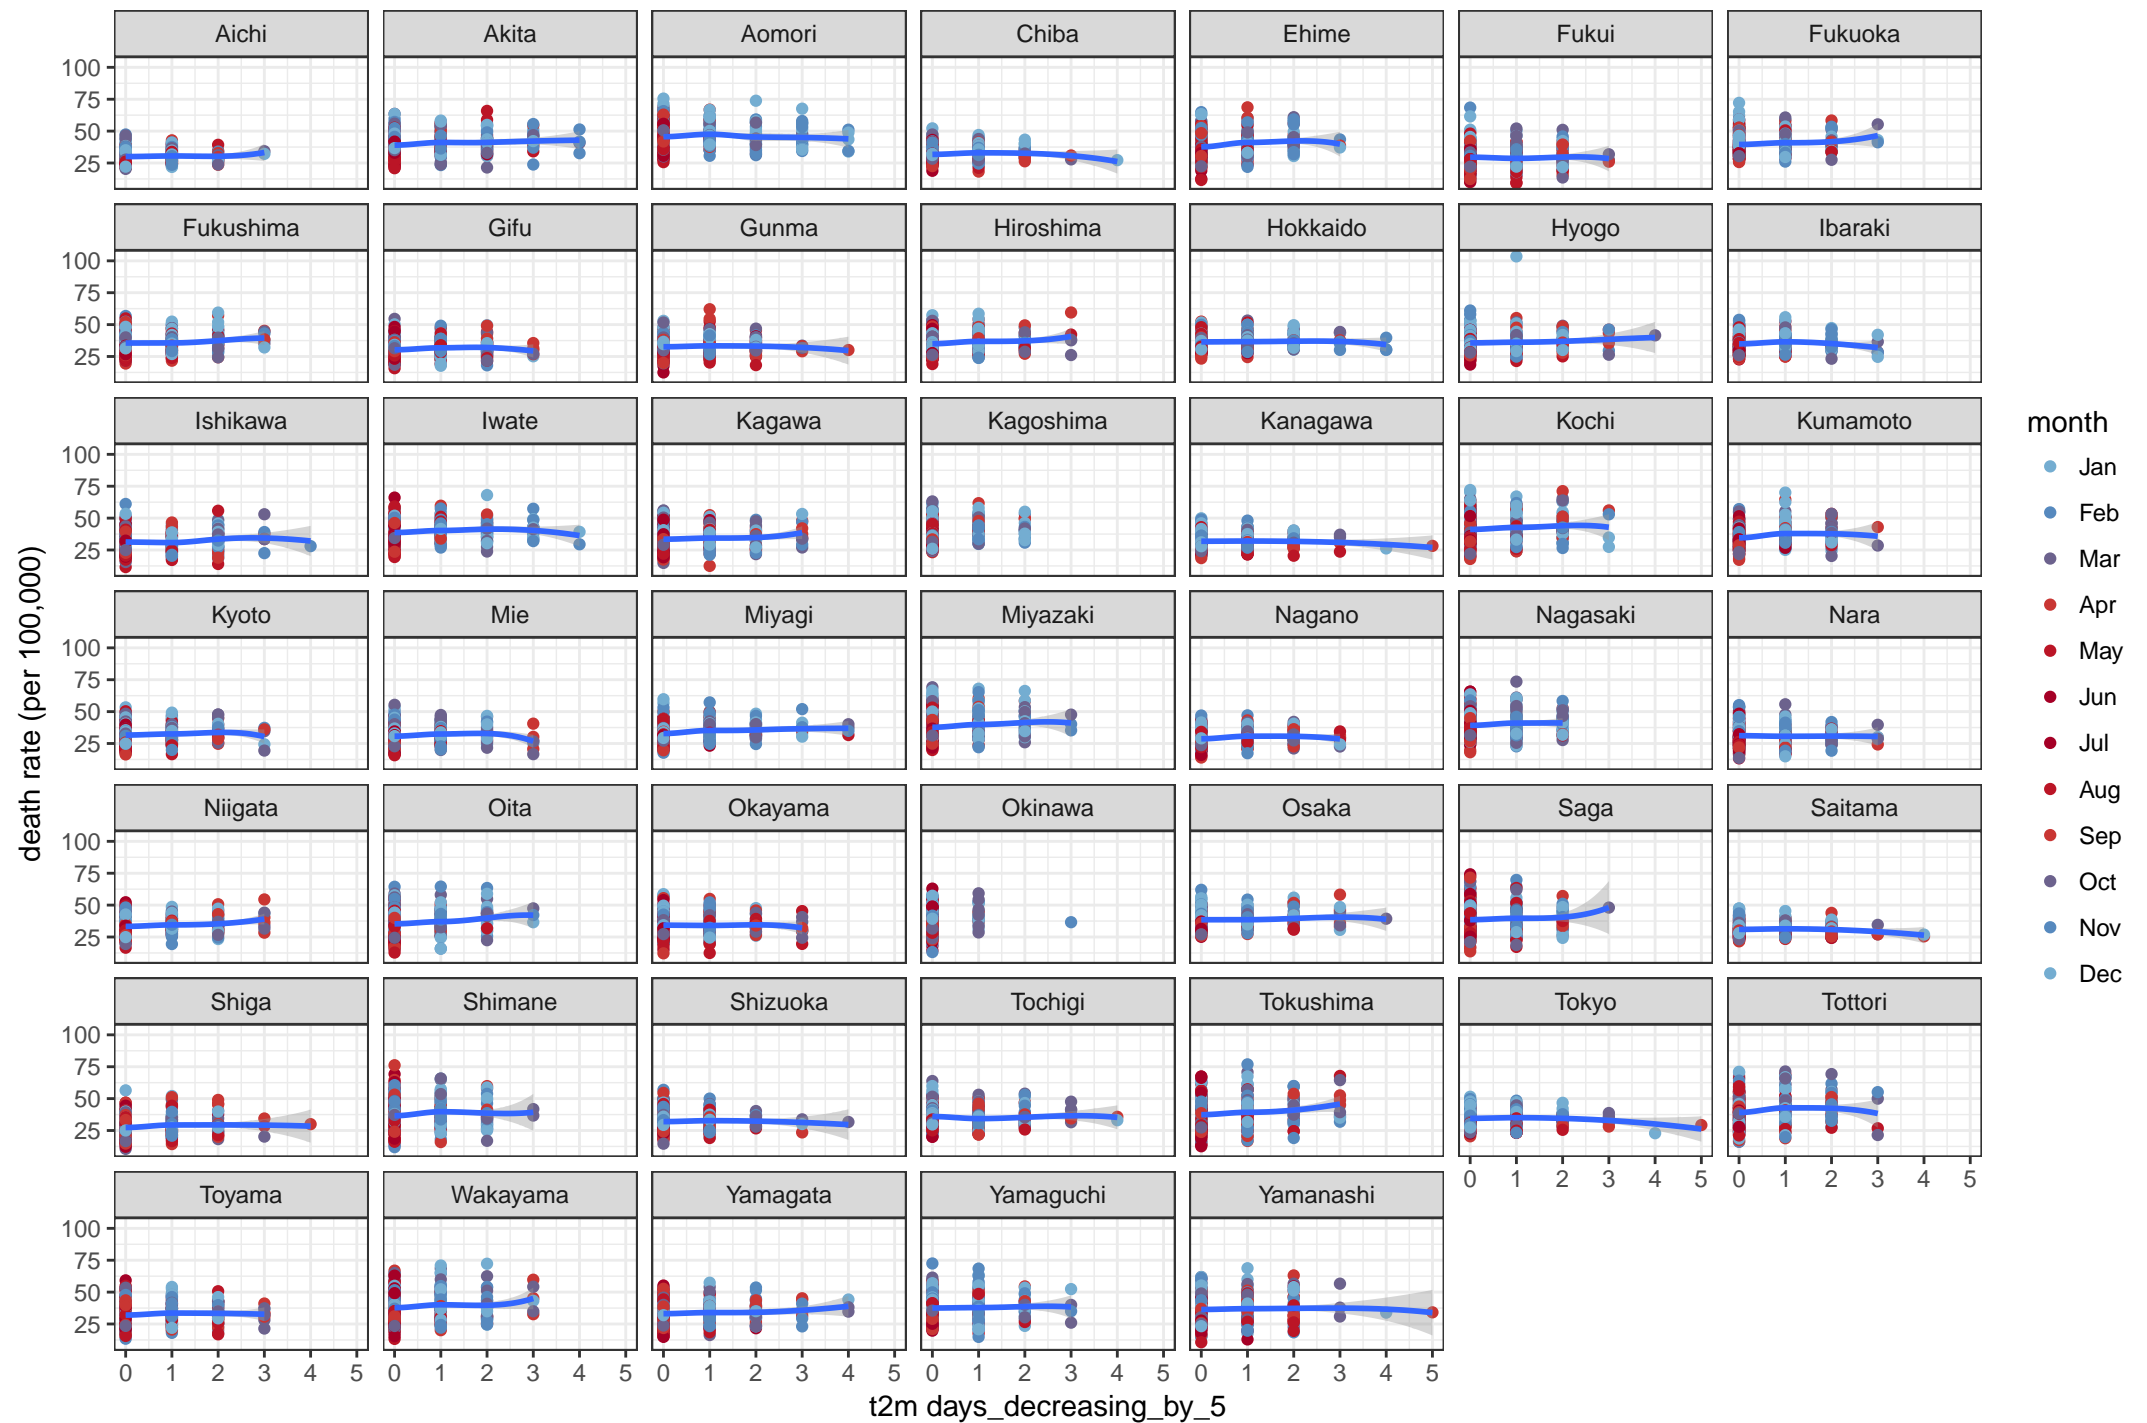 Aichi Akita Aomori Chiba Ehime Fukui Fukuoka
100
75
50
25
Fukushima Gifu Gunma Hiroshima Hokkaido Hyogo Ibaraki
100
75
50
25
Ishikawa Iwate Kagawa Kagoshima Kanagawa Kochi Kumamoto
100
75
50
25
Kyoto Mie Miyagi Miyazaki Nagano Nagasaki Nara
100
75
50
25
Niigata Oita Okayama Okinawa Osaka Saga Saitama
100
75
50
25
Shiga Shimane Shizuoka Tochigi Tokushima Tokyo Tottori
100
75
50
25
0 1 2 3 4 5 0 1 2 3 4 5
Toyama Wakayama Yamagata Yamaguchi Yamanashi
100
75
50
25
0 1 2 3 4 5 0 1 2 3 4 5 0 1 2 3 4 5 0 1 2 3 4 5 0 1 2 3 4 5
t2m days_decreasing_by_5
death rate (per 100,000)
month
Jan
Feb
Mar
Apr
May
Jun
Jul
Aug
Sep
Oct
Nov
Dec